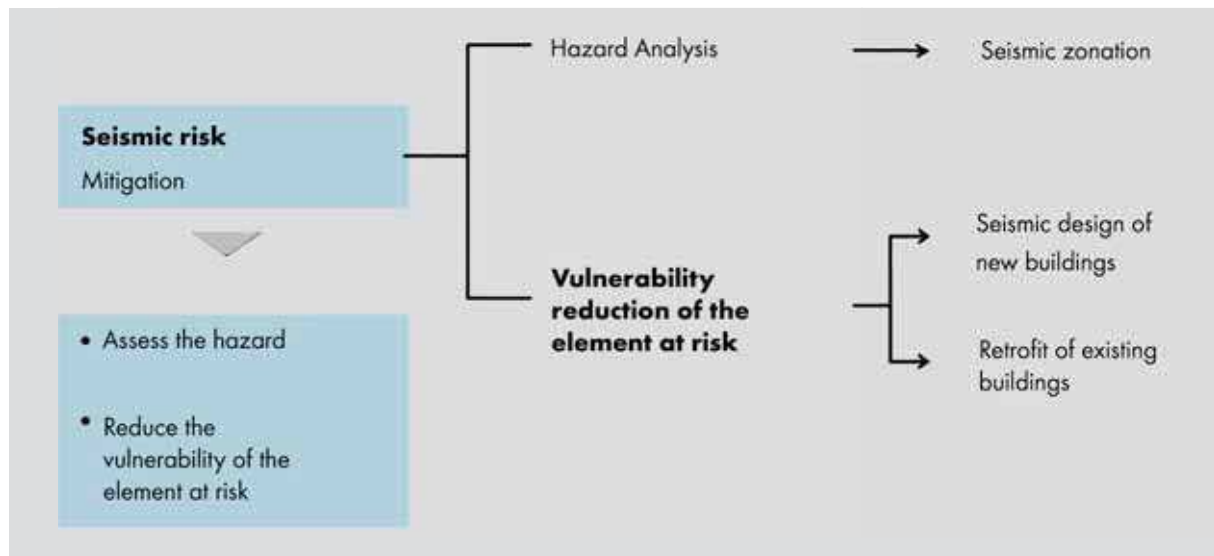 Seismic risk
Mitigation
• Assess the hazard
• Reduce the
vulnerability of the
element at risk
Hazard Analysis
Seismic zonation
Vulnerability
reduction of the
element at risk
Seismic design of
new buildings
Retrofit of existing
buildings